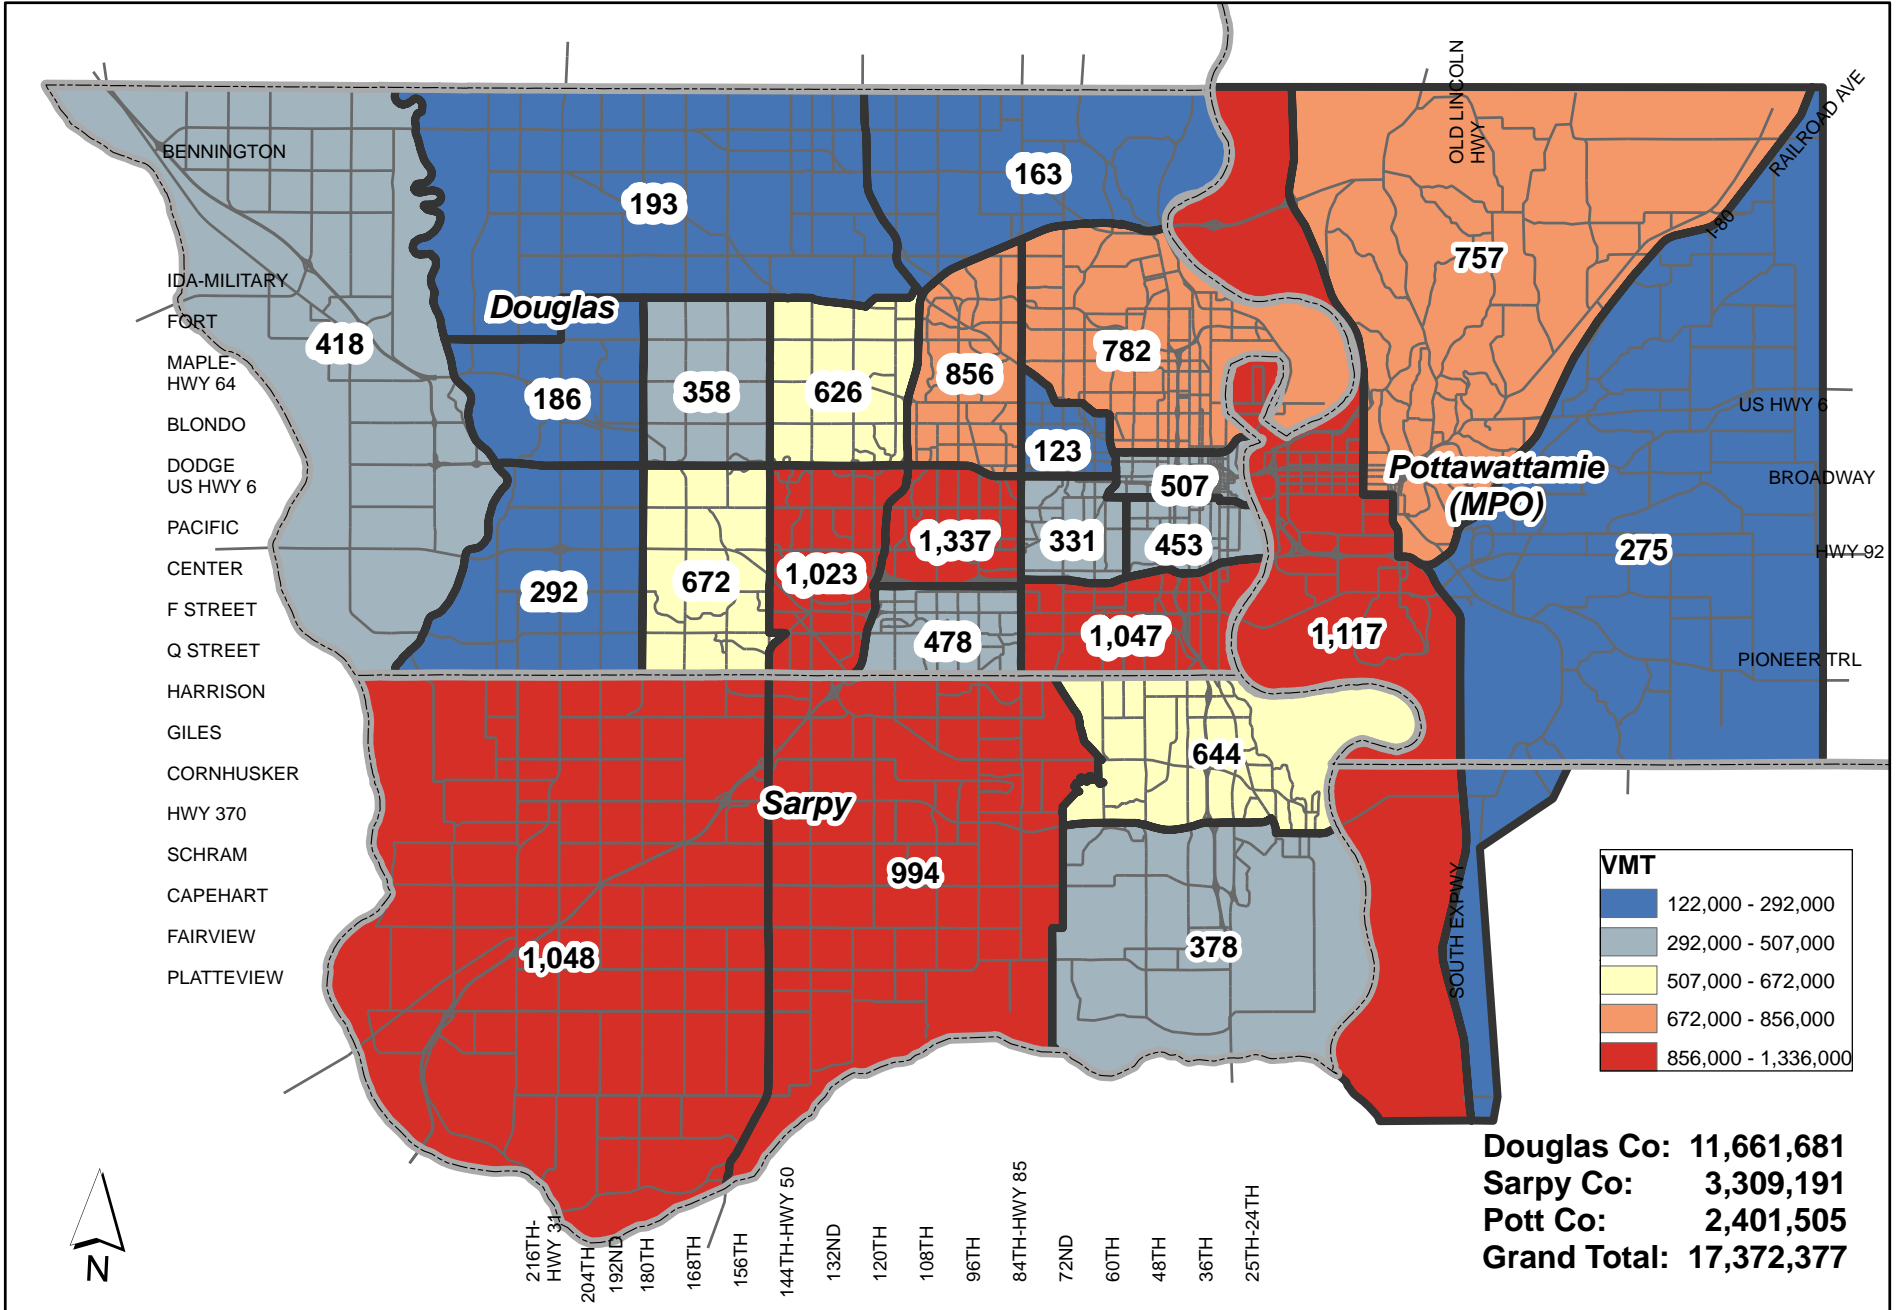 OLD LINCOLN
HWY
RAILROAD AVE
BENNINGTON
163
193
I-80
757
IDA-MILITARY
Douglas
FORT
418
782
MAPLE-
HWY 64
856
186
358
626
US HWY 6
BLONDO
123
DODGE
US HWY 6
Pottawattamie
(MPO)
BROADWAY
507
PACIFIC
1,337
331
453
275
HWY 92
CENTER
1,023
292
672
F STREET
478
1,047
1,117
Q STREET
PIONEER TRL
HARRISON
GILES
644
CORNHUSKER
Sarpy
HWY 370
SCHRAM
994
CAPEHART
FAIRVIEW
378
1,048
PLATTEVIEW
SOUTH EXPWY
VMT
122,000 - 292,000
292,000 - 507,000
507,000 - 672,000
672,000 - 856,000
856,000 - 1,336,000
Douglas Co: 11,661,681
Sarpy Co: 3,309,191
Pott Co: 2,401,505
Grand Total: 17,372,377
N
216TH-
HWY 31
204TH
192ND
180TH
168TH
156TH
144TH-HWY 50
132ND
120TH
108TH
96TH
84TH-HWY 85
72ND
60TH
48TH
36TH
25TH-24TH